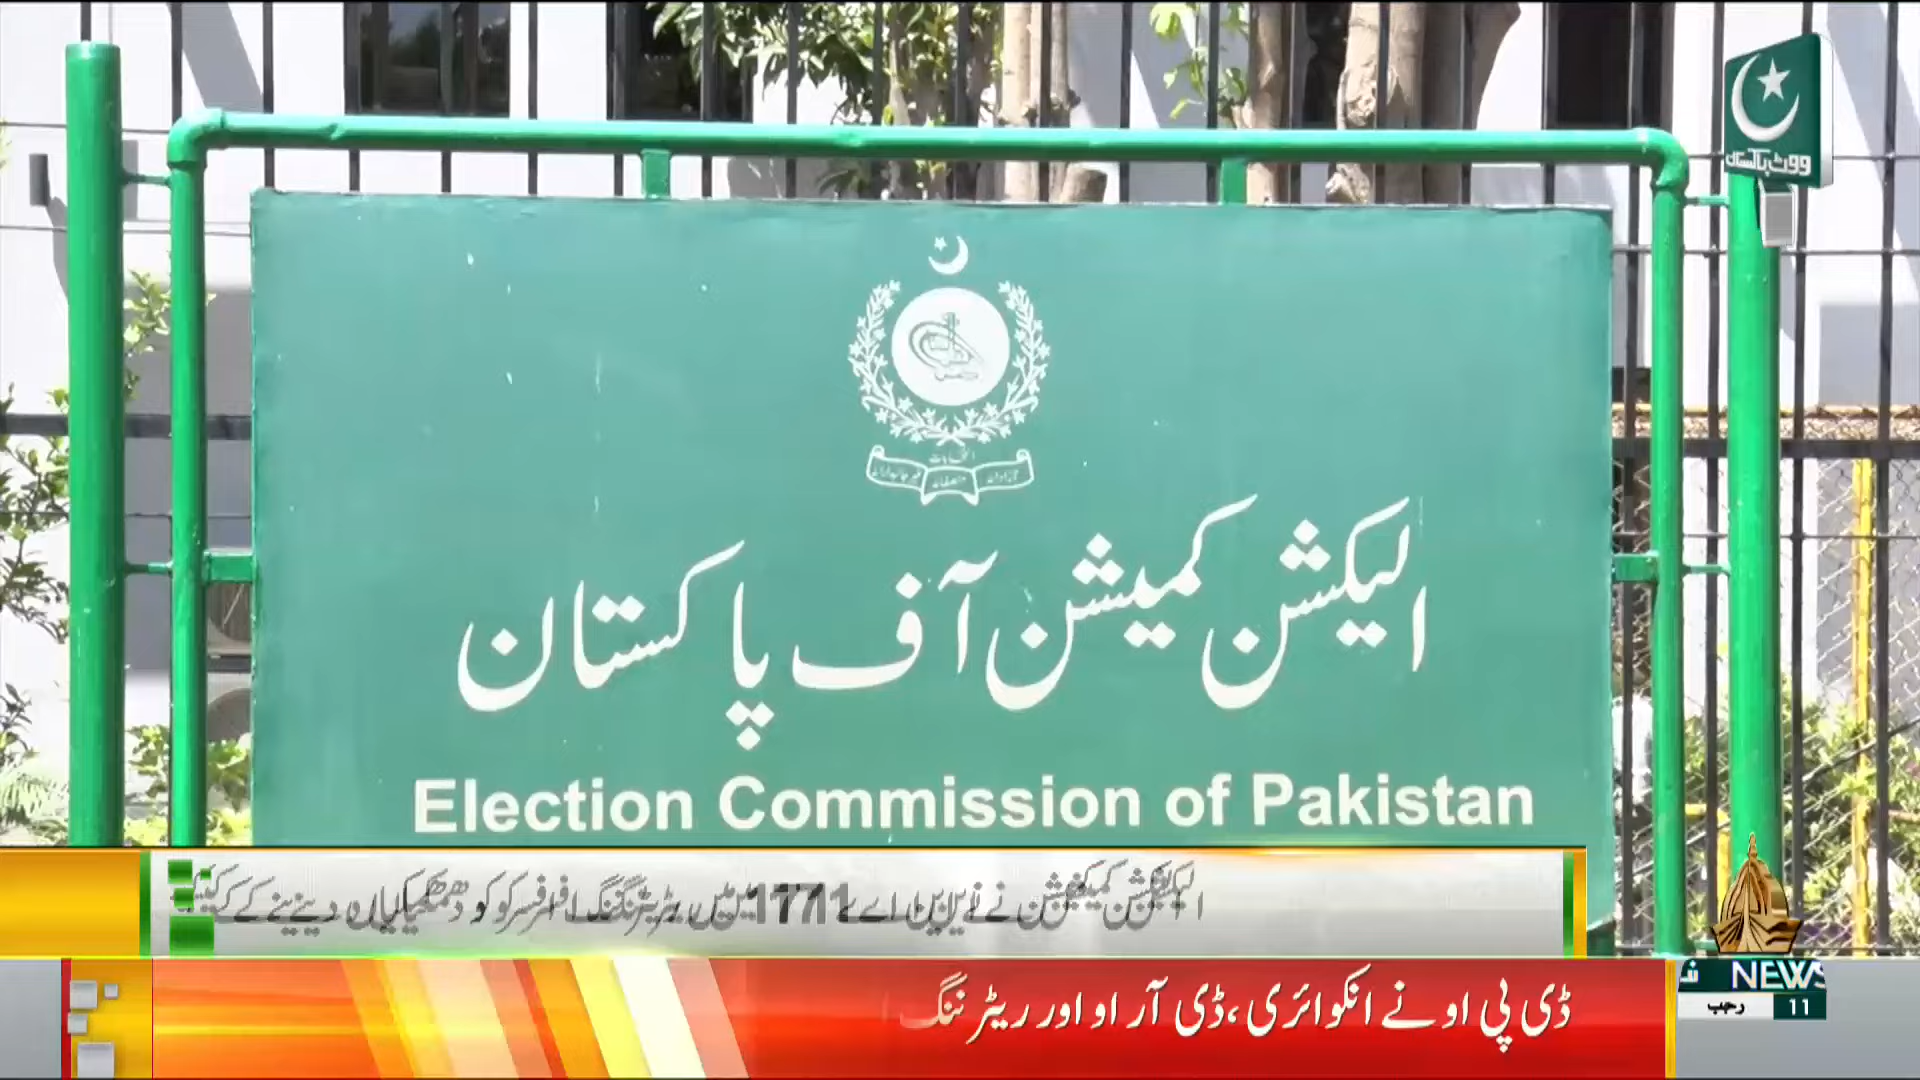 ووٹ پاکستان
انتخابات
الیکشن کمیشن آف پاکستان
Election Commission of Pakistan
الیکشن کمیشن نے این اے 171 میں ریٹرننگ افسر کو دھمکیاں دینے کے
ڈی پی او نے انکوائری، ڈی آر او اور ریٹرننگ
NEWS
11 رجب